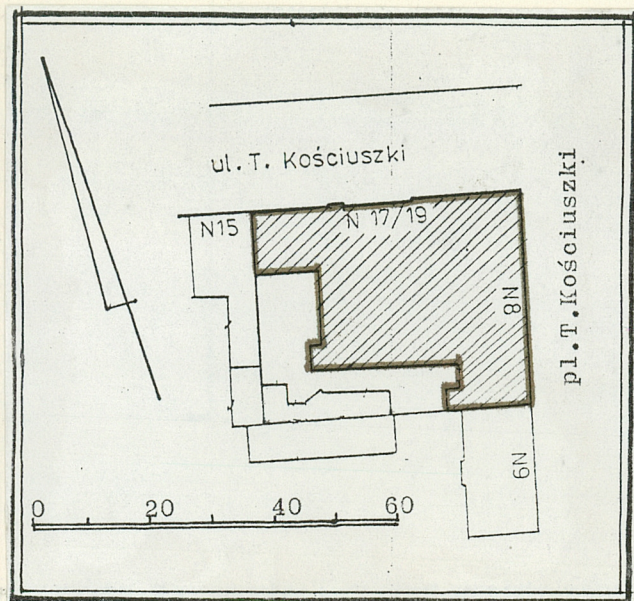 ul. T. Kościuszki
N15
N 17/19
N8
pl.T.Kościuszki
N9
0 20 40 60